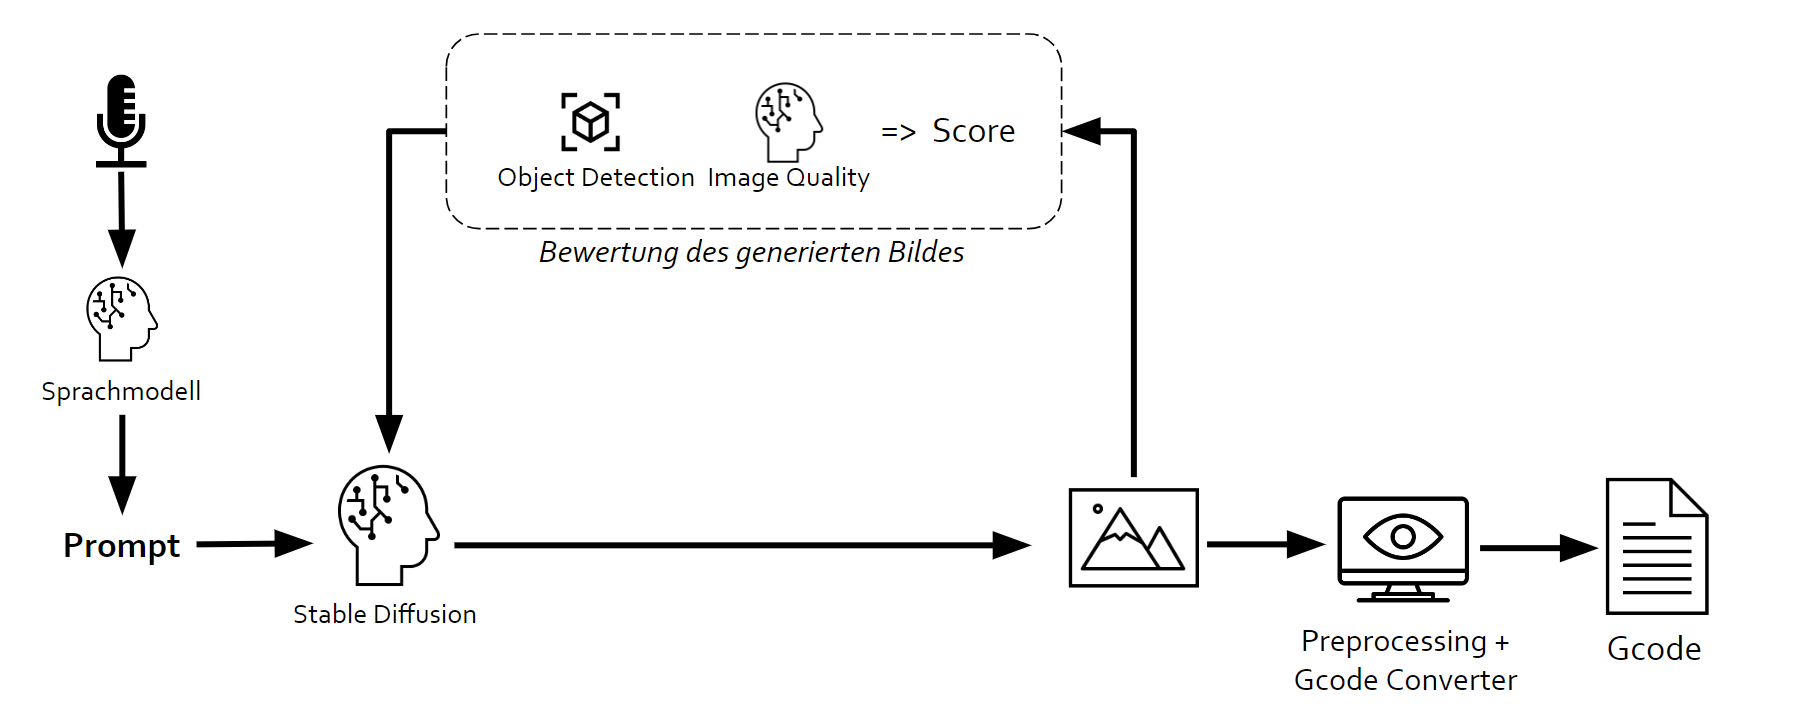 Object Detection
Image Quality
=> Score
Bewertung des generierten Bildes
Sprachmodell
Prompt
Stable Diffusion
Preprocessing +
Gcode Converter
Gcode